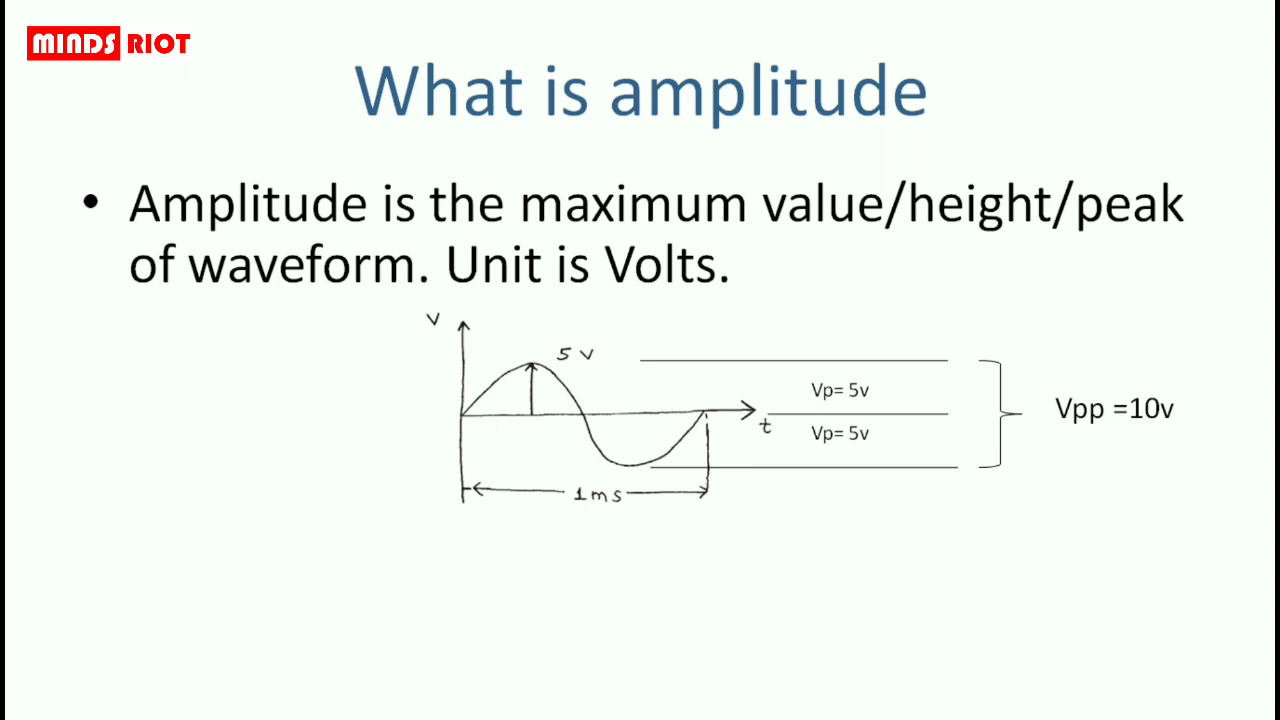 MINDS RIOT
What is amplitude
• Amplitude is the maximum value/height/peak
of waveform. Unit is Volts.
V
5 V
Vp= 5v
t
Vp= 5v
Vpp =10v
1ms